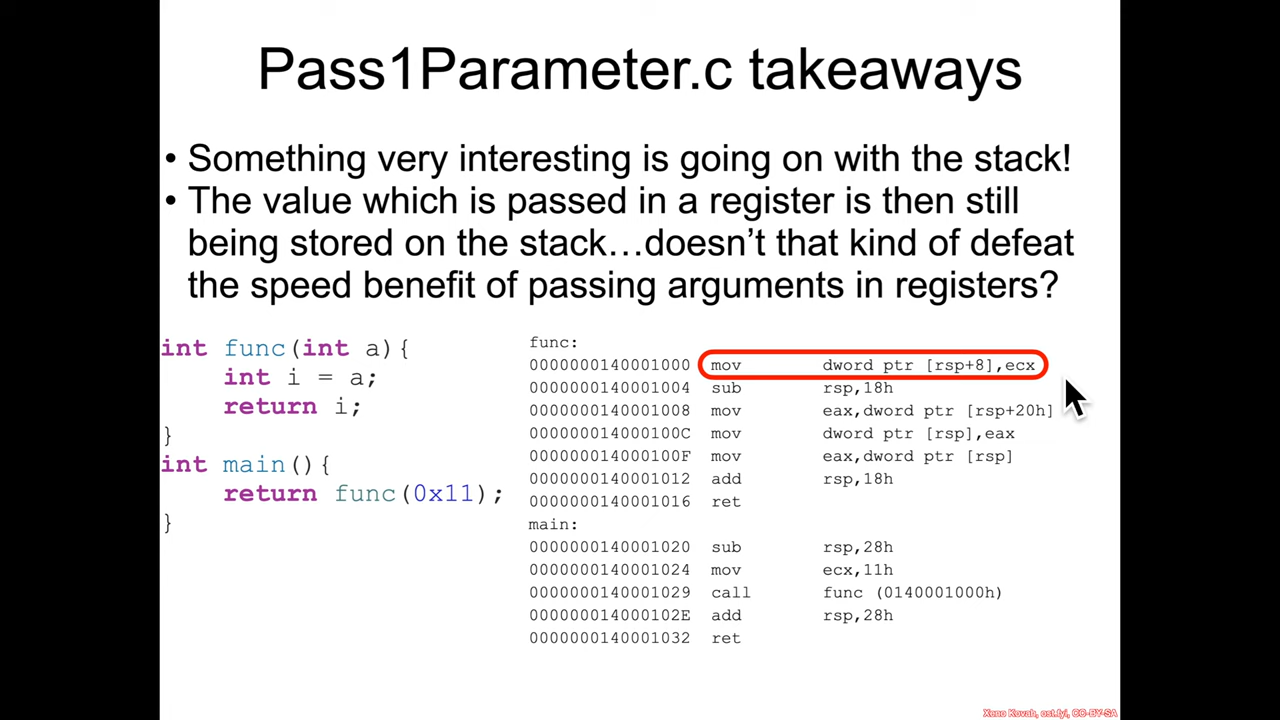 Pass1Parameter.c takeaways
• Something very interesting is going on with the stack!
• The value which is passed in a register is then still
being stored on the stack…doesn't that kind of defeat
the speed benefit of passing arguments in registers?
int func(int a){
int i = a;
return i;
}
int main(){
return func(0x11);
}
func:
0000000140001000 mov dword ptr [rsp+8],ecx
0000000140001004 sub rsp,18h
0000000140001008 mov eax,dword ptr [rsp+20h]
000000014000100C mov dword ptr [rsp],eax
000000014000100F mov eax,dword ptr [rsp]
0000000140001012 add rsp,18h
0000000140001016 ret
main:
0000000140001020 sub rsp,28h
0000000140001024 mov ecx,11h
0000000140001029 call func (0140001000h)
000000014000102E add rsp,28h
0000000140001032 ret
Xeno Kovah, ost.fyi, CC-BY-SA